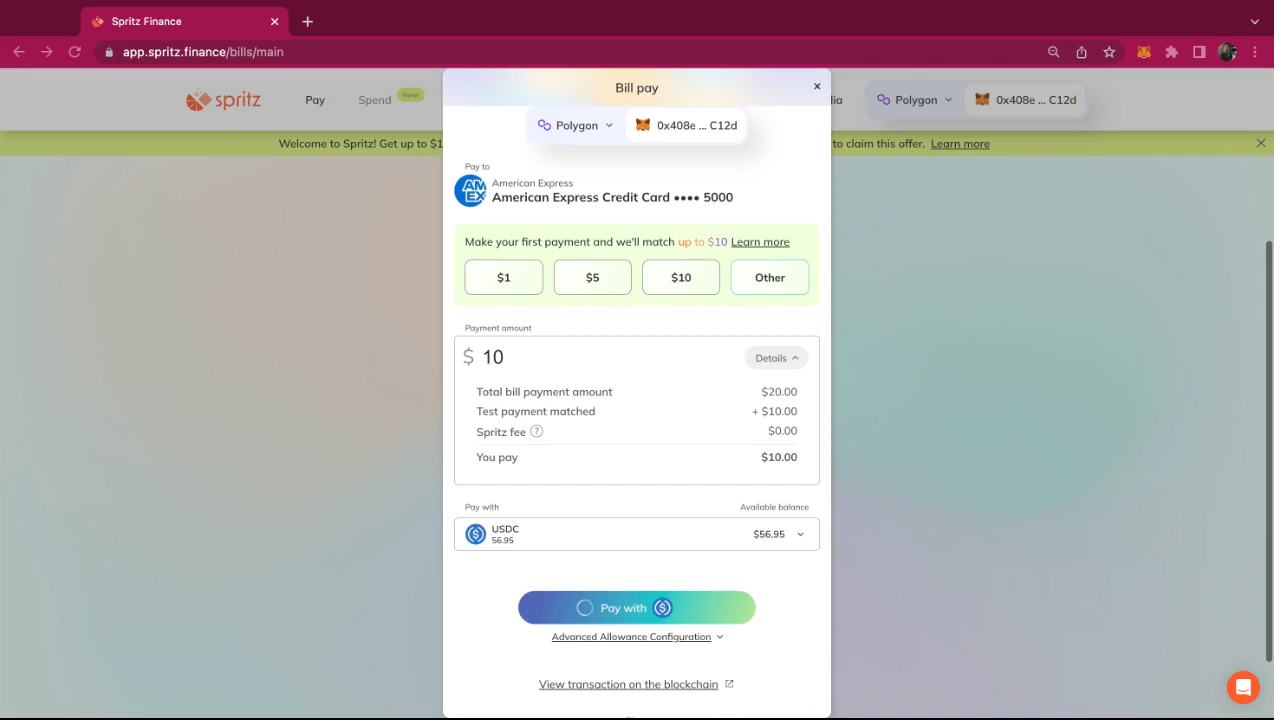 Spritz Finance
app.spritz.finance/bills/main
spritz
Pay
Spend
New!
dia
Polygon
0x408e ... C12d
Welcome to Spritz! Get up to $1
to claim this offer. Learn more
Bill pay
Polygon
0x408e ... C12d
Pay to
AM
EX
American Express
American Express Credit Card •••• 5000
Make your first payment and we'll match up to $10 Learn more
$1
$5
$10
Other
Payment amount
$ 10
Details
Total bill payment amount $20.00
Test payment matched + $10.00
Spritz fee ? $0.00
You pay $10.00
Pay with
Available balance
USDC
56.95
$56.95
Pay with $
Advanced Allowance Configuration
View transaction on the blockchain